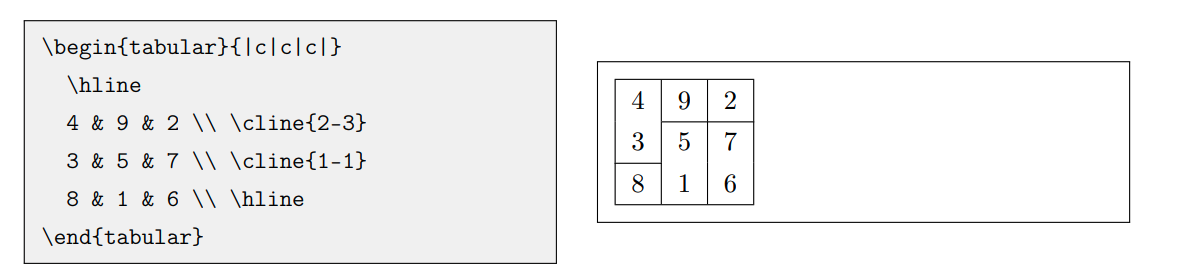 \begin{tabular}{|c|c|c|}
\hline
4 & 9 & 2 \\ \cline{2-3}
3 & 5 & 7 \\ \cline{1-1}
8 & 1 & 6 \\ \hline
\end{tabular}
4 9 2
3 5 7
8 1 6